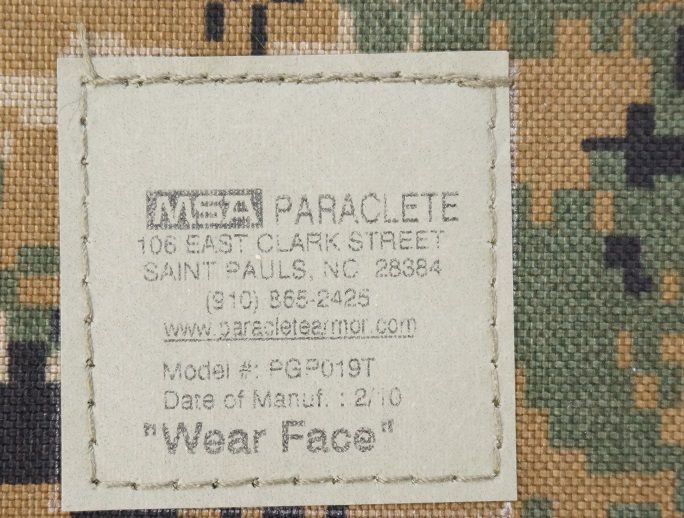 MSA PARACLETE
106 EAST CLARK STREET
SAINT PAULS, NC 28384
(910) 865-2425
www.paracletearmor.com
Model #: PGP019T
Date of Manuf. : 2/10
"Wear Face"